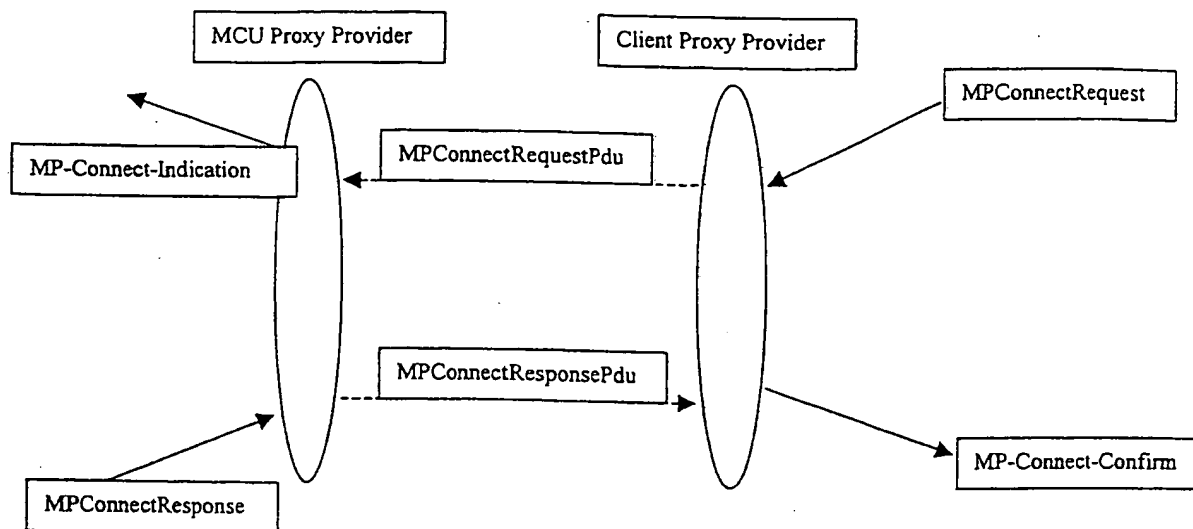 MCU Proxy Provider
Client Proxy Provider
MPConnectRequest
MP-Connect-Indication
MPConnectRequestPdu
MPConnectResponsePdu
MPConnectResponse
MP-Connect-Confirm